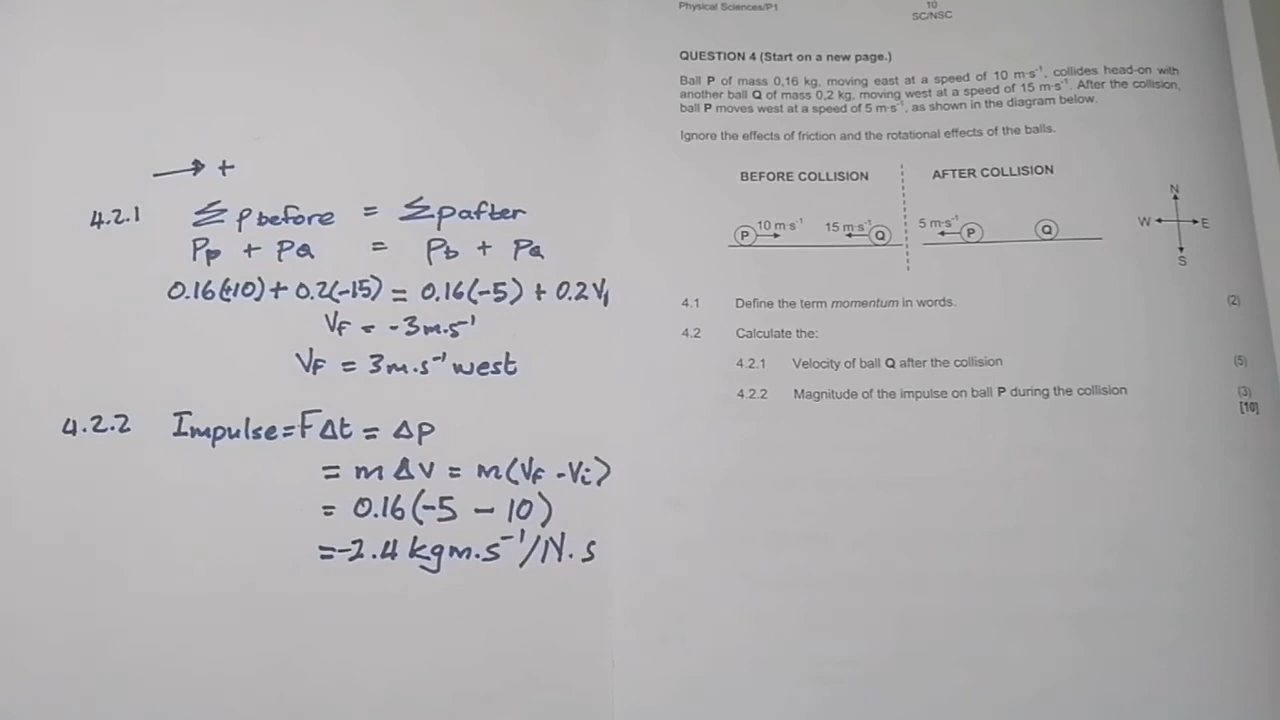 → +
4.2.1 Σ p before = Σ p after
Pp + PQ = Pb + PQ
0.16(+10) + 0.2(-15) = 0.16(-5) + 0.2Vf
VF = -3m.s⁻¹
VF = 3m.s⁻¹ west
4.2.2 Impulse = FΔt = ΔP
= mΔV = m(VF - Vi)
= 0.16(-5 - 10)
= -2.4 kgm.s⁻¹/N.s
Physical Sciences/P1
10
SC/NSC
QUESTION 4 (Start on a new page.)
Ball P of mass 0,16 kg, moving east at a speed of 10 m·s⁻¹, collides head-on with
another ball Q of mass 0,2 kg, moving west at a speed of 15 m·s⁻¹. After the collision,
ball P moves west at a speed of 5 m·s⁻¹, as shown in the diagram below.
Ignore the effects of friction and the rotational effects of the balls.
BEFORE COLLISION
AFTER COLLISION
P 10 m·s⁻¹ 15 m·s⁻¹ Q
5 m·s⁻¹ P Q
N
W E
S
4.1 Define the term momentum in words. (2)
4.2 Calculate the:
4.2.1 Velocity of ball Q after the collision (5)
4.2.2 Magnitude of the impulse on ball P during the collision (3)
[10]